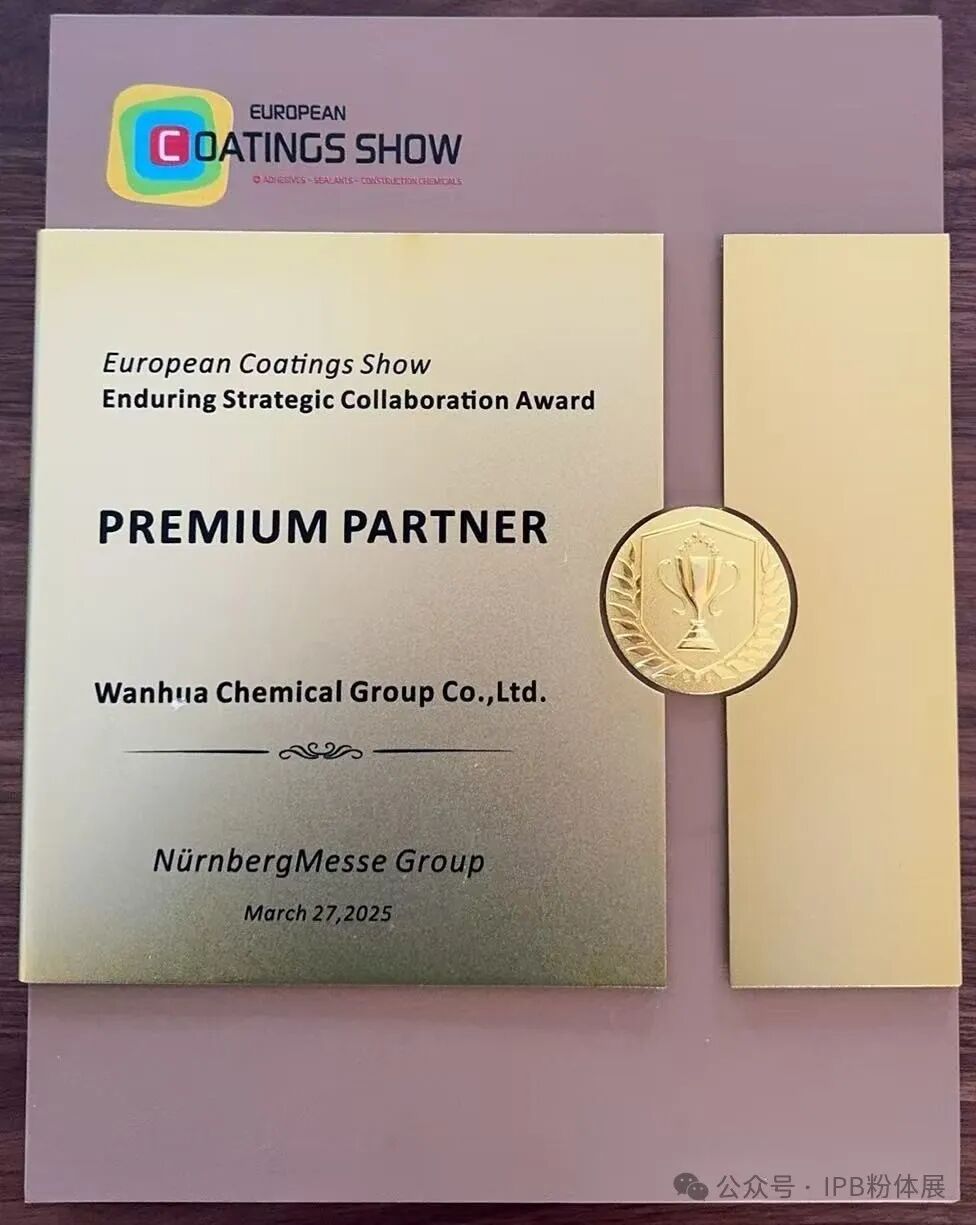 EUROPEAN
COATINGS SHOW
ADHESIVES – SEALANTS – CONSTRUCTION CHEMICALS
European Coatings Show
Enduring Strategic Collaboration Award
PREMIUM PARTNER
Wanhua Chemical Group Co.,Ltd.
NürnbergMesse Group
March 27,2025
公众号 · IPB粉体展